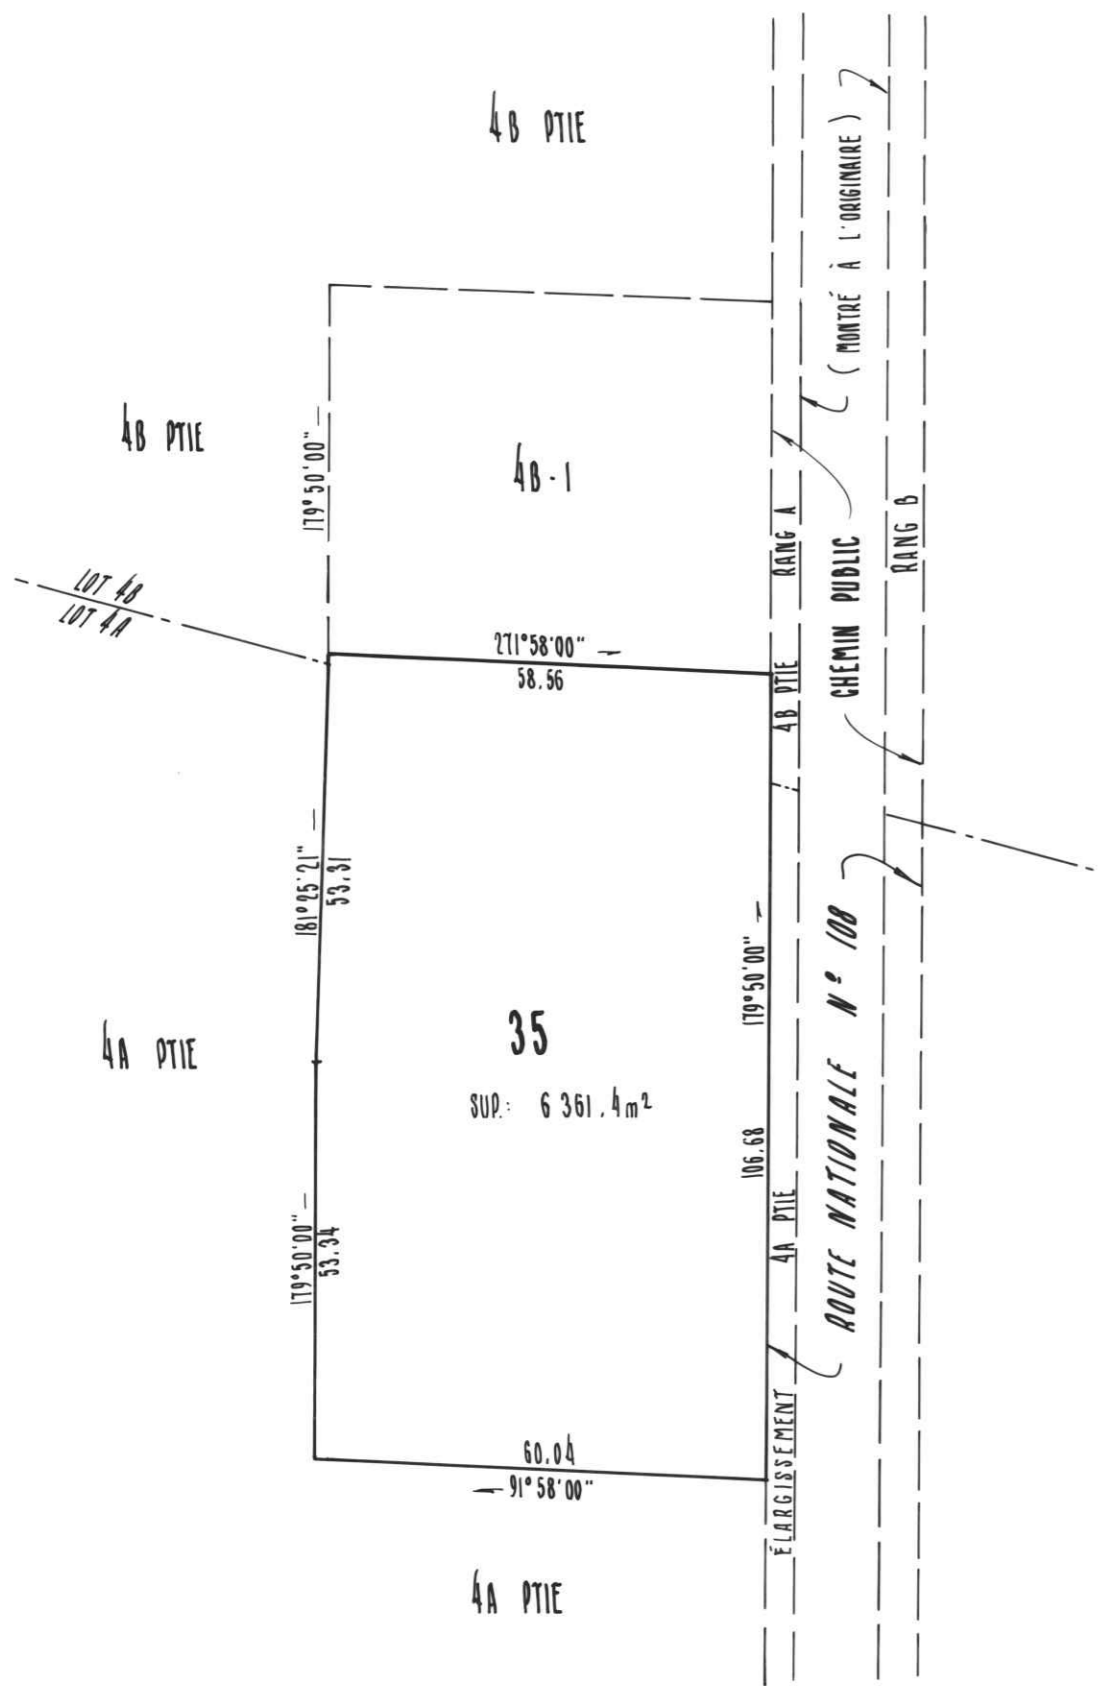 4B PTIE
(MONTRÉ À L'ORIGINAIRE)
4B PTIE
179°50'00"
4B-1
RANG A
RANG B
CHEMIN PUBLIC
LOT 4B
LOT 4A
271°58'00"
58.56
4B PTIE
181°25'21"
53.31
179°50'00"
106.68
ROUTE NATIONALE Nº 108
4A PTIE
35
SUP.: 6 361.4m²
179°50'00"
53.34
4A PTIE
60.04
91°58'00"
ÉLARGISSEMENT
4A PTIE